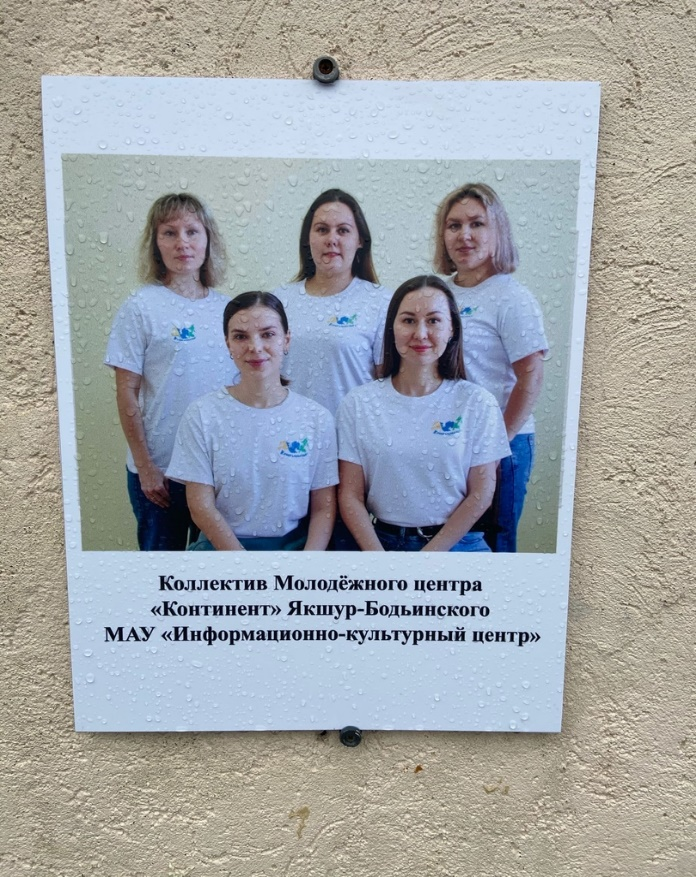 Коллектив Молодёжного центра
«Континент» Якшур-Бодьинского
МАУ «Информационно-культурный центр»